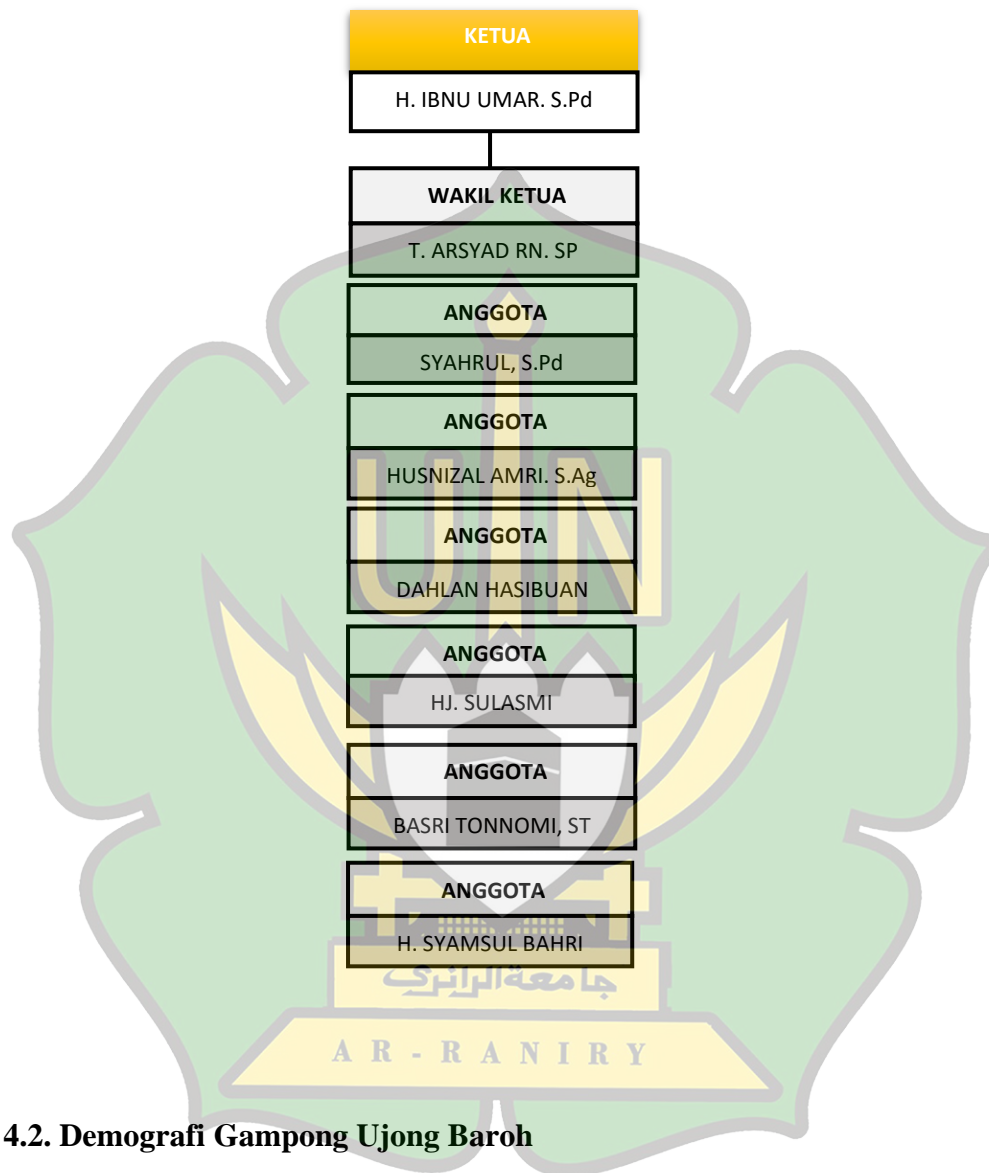 KETUA
H. IBNU UMAR. S.Pd
WAKIL KETUA
T. ARSYAD RN. SP
ANGGOTA
SYAHRUL, S.Pd
ANGGOTA
HUSNIZAL AMRI. S.Ag
UIN
ANGGOTA
DAHLAN HASIBUAN
ANGGOTA
HJ. SULASMI
ANGGOTA
BASRI TONNOMI, ST
ANGGOTA
H. SYAMSUL BAHRI
جامعة الرانري
AR-RANIRY
4.2. Demografi Gampong Ujong Baroh